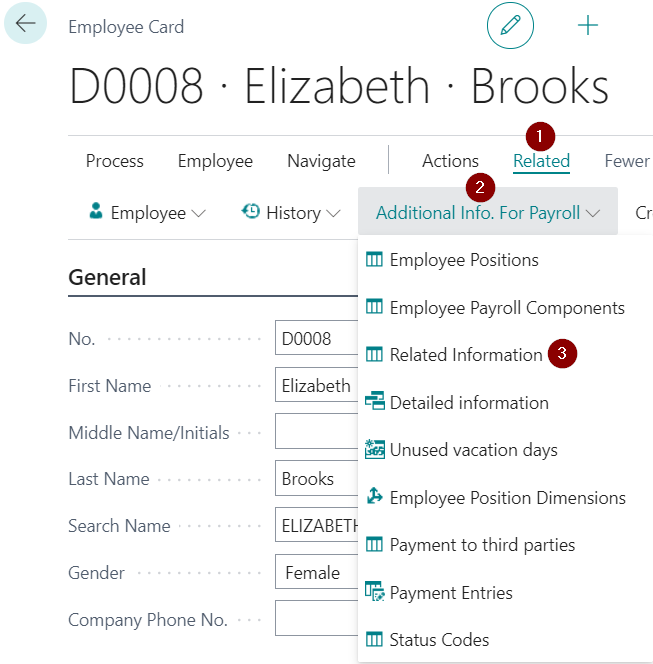 Employee Card
D0008 · Elizabeth · Brooks
1
Process Employee Navigate Actions Related Fewer
2
Employee History Additional Info. For Payroll Cr
General
Employee Positions
Employee Payroll Components
No. D0008
Related Information 3
First Name Elizabeth
Detailed information
Middle Name/Initials
Unused vacation days
Last Name Brooks
Employee Position Dimensions
Search Name ELIZABETH
Payment to third parties
Gender Female
Payment Entries
Company Phone No.
Status Codes